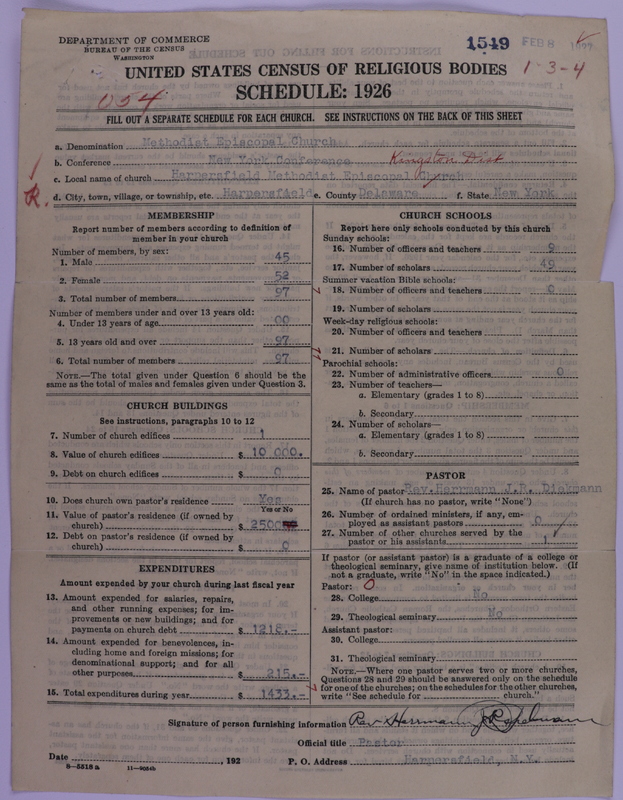 DEPARTMENT OF COMMERCE
BUREAU OF THE CENSUS
WASHINGTON
1519 FEB 8 1927
UNITED STATES CENSUS OF RELIGIOUS BODIES 1-3-4
054 SCHEDULE: 1926
FILL OUT A SEPARATE SCHEDULE FOR EACH CHURCH. SEE INSTRUCTIONS ON THE BACK OF THIS SHEET
a. Denomination Methodist Episcopal Church
b. Conference New York Conference Kingston Dist
c. Local name of church Harpersfield Methodist Episcopal Church
R. d. City, town, village, or township, etc. Harpersfield e. County Delaware f. State New York
MEMBERSHIP
Report number of members according to definition of
member in your church
Number of members, by sex:
1. Male 45
2. Female 52
3. Total number of members 97
Number of members under and over 13 years old:
4. Under 13 years of age 00
5. 13 years old and over 97
6. Total number of members 97
NOTE.—The total given under Question 6 should be
same as the total of males and females given under Question 3.
CHURCH BUILDINGS
See instructions, paragraphs 10 to 12
7. Number of church edifices 1
8. Value of church edifices $ 10 000.
9. Debt on church edifices $ 0
10. Does church own pastor's residence Yes
Yes or No
11. Value of pastor's residence (if owned by
church) $ 2500
12. Debt on pastor's residence (if owned by
church) $ 0
EXPENDITURES
Amount expended by your church during last fiscal year
13. Amount expended for salaries, repairs,
and other running expenses; for im-
provements or new buildings; and for
payments on church debt $ 1218.-
14. Amount expended for benevolences, in-
cluding home and foreign missions; for
denominational support; and for all
other purposes $ 215.-
15. Total expenditures during year $ 1433.-
CHURCH SCHOOLS
Report here only schools conducted by this church
Sunday schools:
16. Number of officers and teachers 9
17. Number of scholars 49
Summer vacation Bible schools:
18. Number of officers and teachers 0
19. Number of scholars
Week-day religious schools:
20. Number of officers and teachers
21. Number of scholars
Parochial schools:
22. Number of administrative officers 0
23. Number of teachers—
a. Elementary (grades 1 to 8)
b. Secondary
24. Number of scholars—
a. Elementary (grades 1 to 8)
b. Secondary
PASTOR
25. Name of pastor Rev. Herrmann J.R. Diekmann
(If church has no pastor, write "None")
26. Number of ordained ministers, if any, em-
ployed as assistant pastors 0
27. Number of other churches served by the
pastor or his assistants 1
If pastor (or assistant pastor) is a graduate of a college or
theological seminary, give name of institution below. (If
not a graduate, write "No" in the space indicated.)
Pastor: 0
28. College No
29. Theological seminary No
Assistant pastor:
30. College
31. Theological seminary
NOTE.—Where one pastor serves two or more churches,
Questions 28 and 29 should be answered only on the schedule
for one of the churches; on the schedules for the other churches,
write "See schedule for church."
Signature of person furnishing information Rev Herrmann J R
Official title Pastor
Date , 192 P. O. Address Harpersfield, N.Y.
8—5518 a 11—9054b